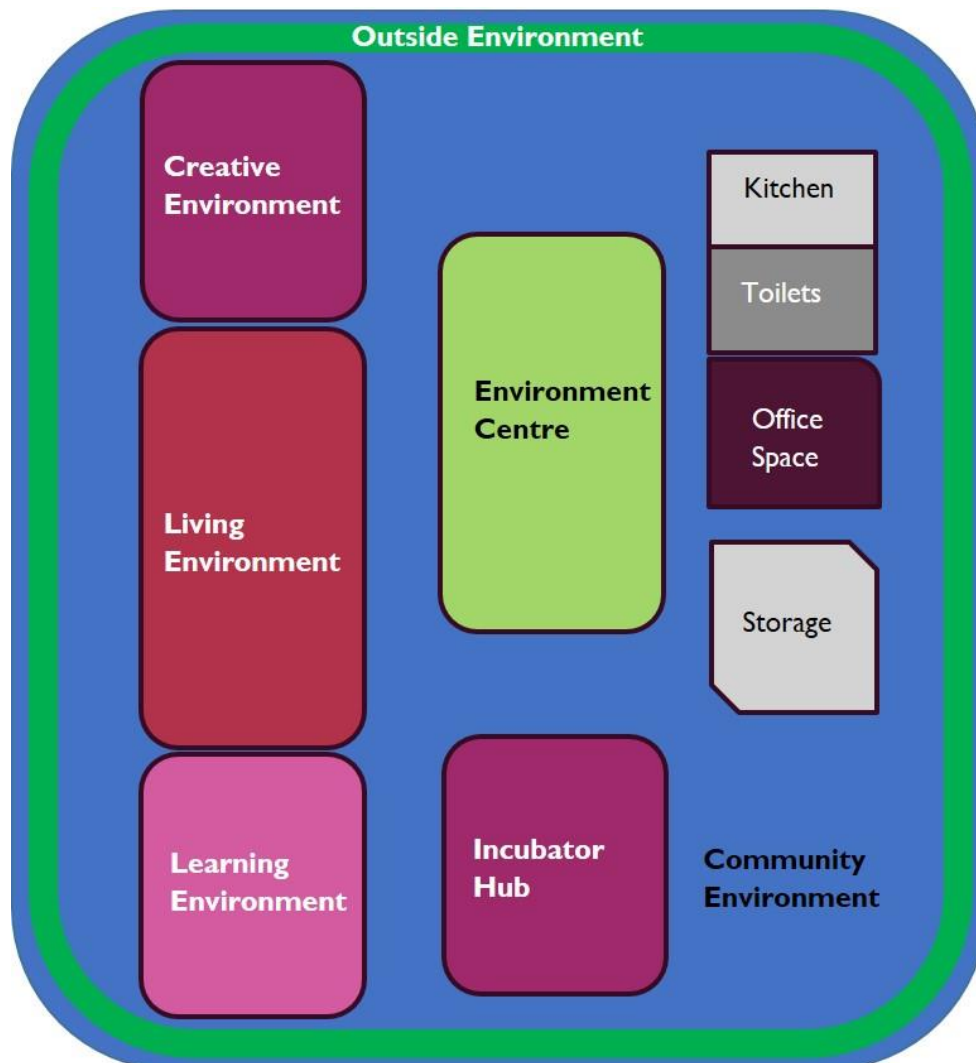 Outside Environment
Creative
Environment
Kitchen
Toilets
Environment
Centre
Office
Space
Living
Environment
Storage
Learning
Environment
Incubator
Hub
Community
Environment